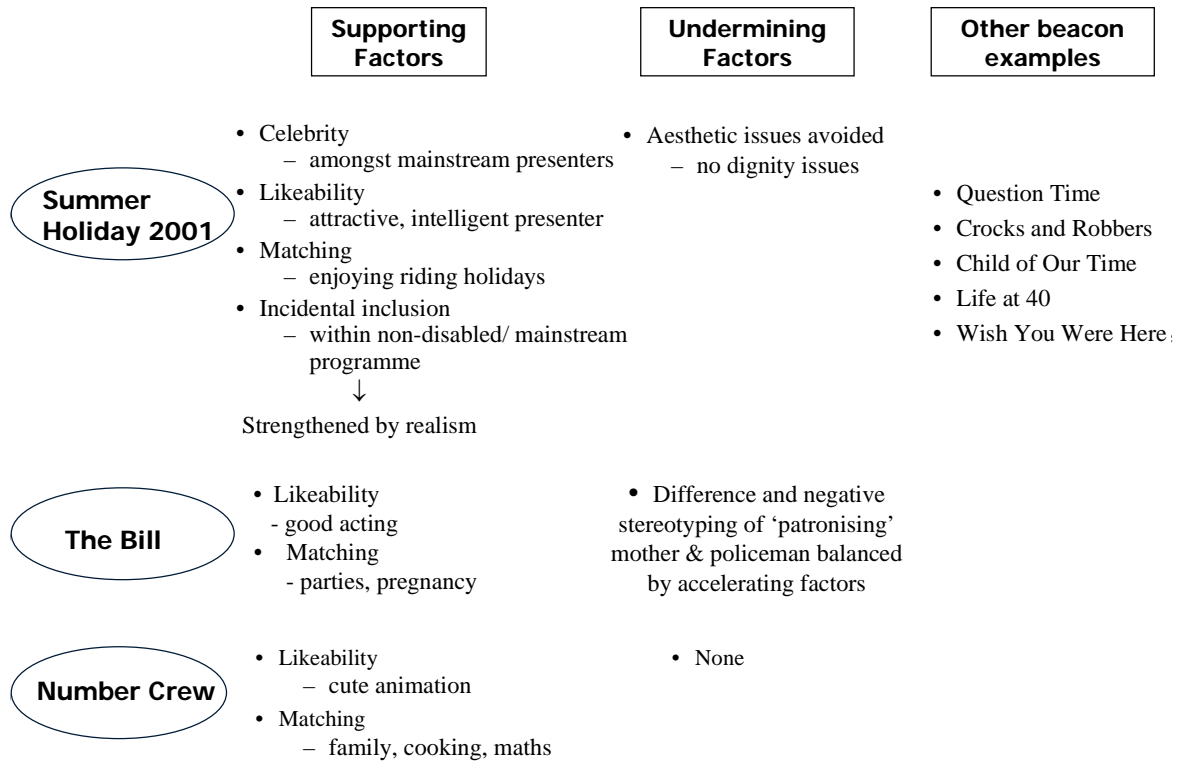 Supporting
Factors
Undermining
Factors
Other beacon
examples
Summer
Holiday 2001
• Celebrity
– amongst mainstream presenters
• Likeability
– attractive, intelligent presenter
• Matching
– enjoying riding holidays
• Incidental inclusion
– within non-disabled/ mainstream
programme
↓
Strengthened by realism
• Aesthetic issues avoided
– no dignity issues
• Question Time
• Crocks and Robbers
• Child of Our Time
• Life at 40
• Wish You Were Here
The Bill
• Likeability
- good acting
• Matching
- parties, pregnancy
• Difference and negative
stereotyping of ‘patronising’
mother & policeman balanced
by accelerating factors
Number Crew
• Likeability
– cute animation
• Matching
– family, cooking, maths
• None